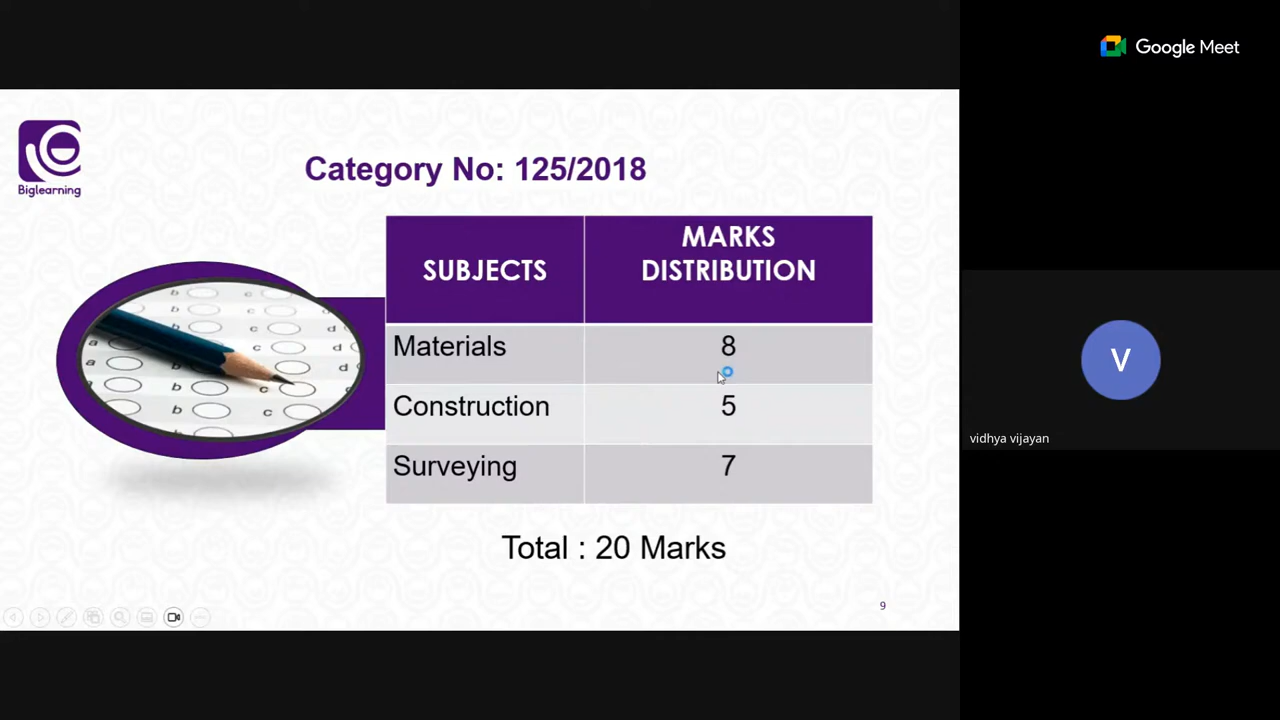 Google Meet
Biglearning
Category No: 125/2018
SUBJECTS
MARKS
DISTRIBUTION
Materials 8
Construction 5
Surveying 7
Total : 20 Marks
9
a
a
b
b
b
b
c
c
c
c
c
d
d
d
V
vidhya vijayan